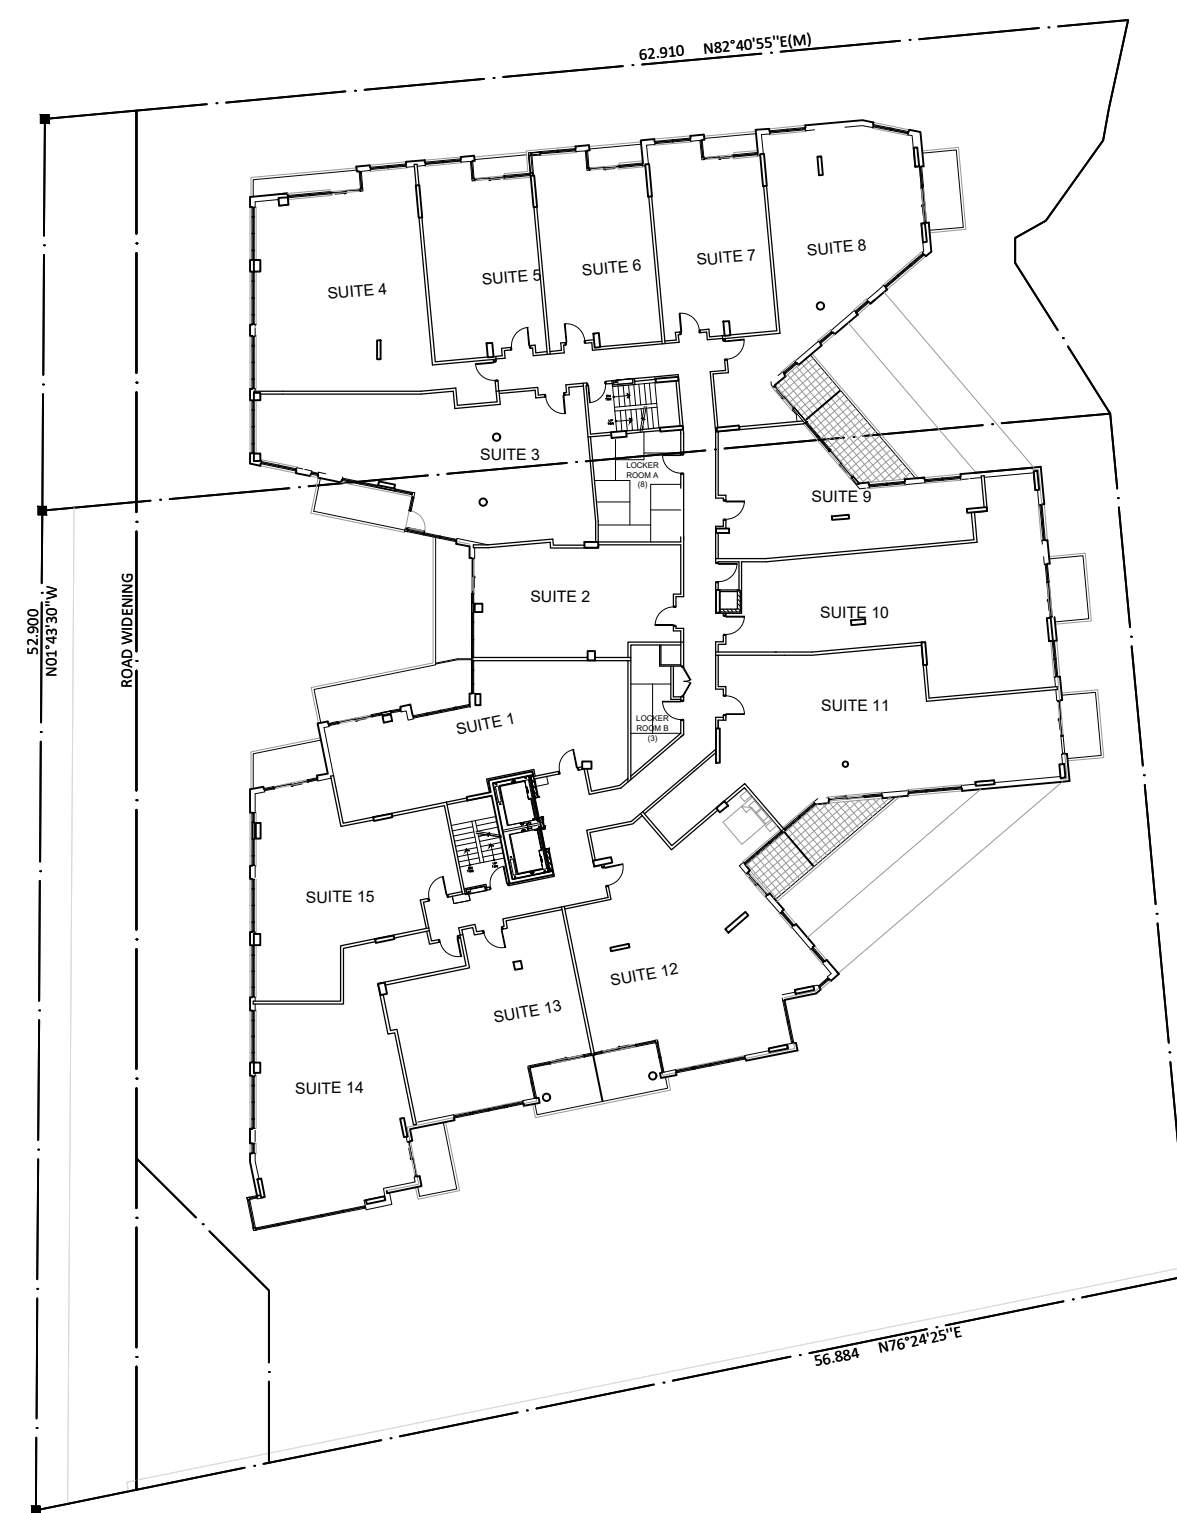 62.910 N82°40'55"E(M)
SUITE 8
SUITE 7
SUITE 6
SUITE 5
SUITE 4
SUITE 3
LOCKER
ROOM A
(8)
SUITE 9
52.900
N01°43'30"W
ROAD WIDENING
SUITE 2
SUITE 10
SUITE 1
LOCKER
ROOM B
(3)
SUITE 11
SUITE 15
SUITE 12
SUITE 13
SUITE 14
56.884 N76°24'25"E